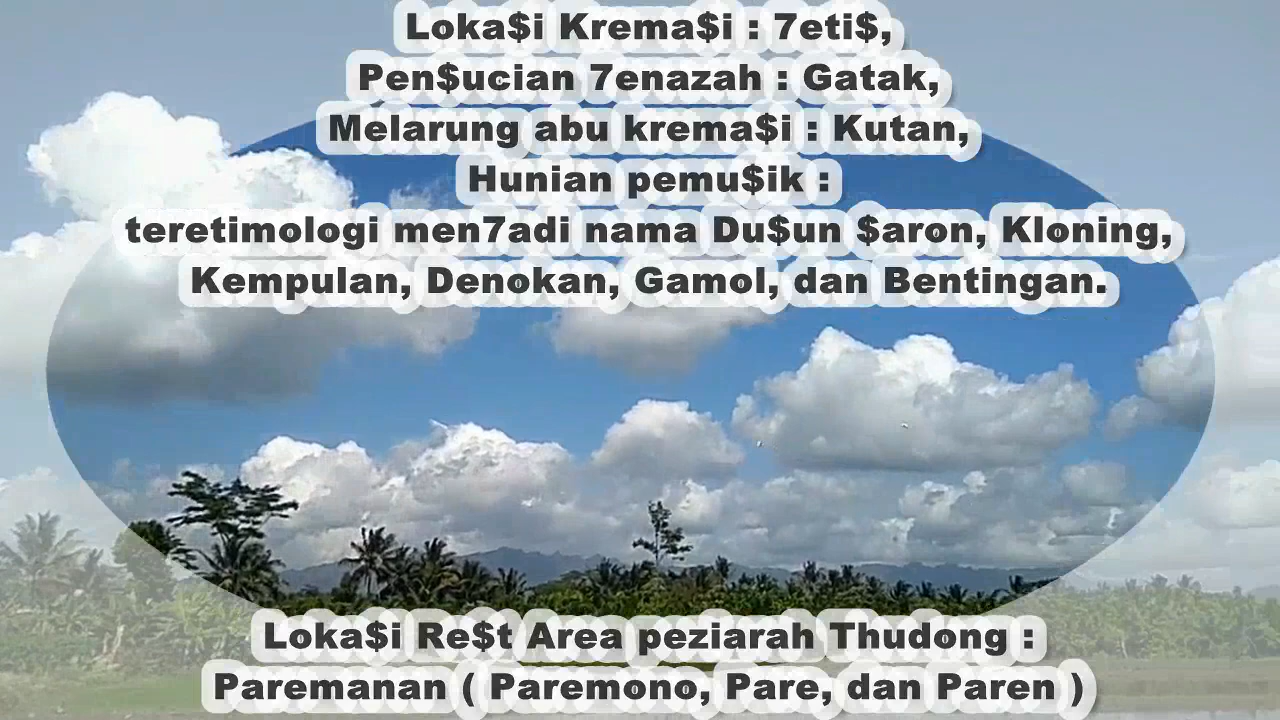 Loka$i Krema$i : 7eti$,
Pen$ucian 7enazah : Gatak,
Melarung abu krema$i : Kutan,
Hunian pemu$ik :
teretimologi men7adi nama Du$un $aron, Kloning,
Kempulan, Denokan, Gamol, dan Bentingan.
Loka$i Re$t Area peziarah Thudong :
Paremanan ( Paremono, Pare, dan Paren )